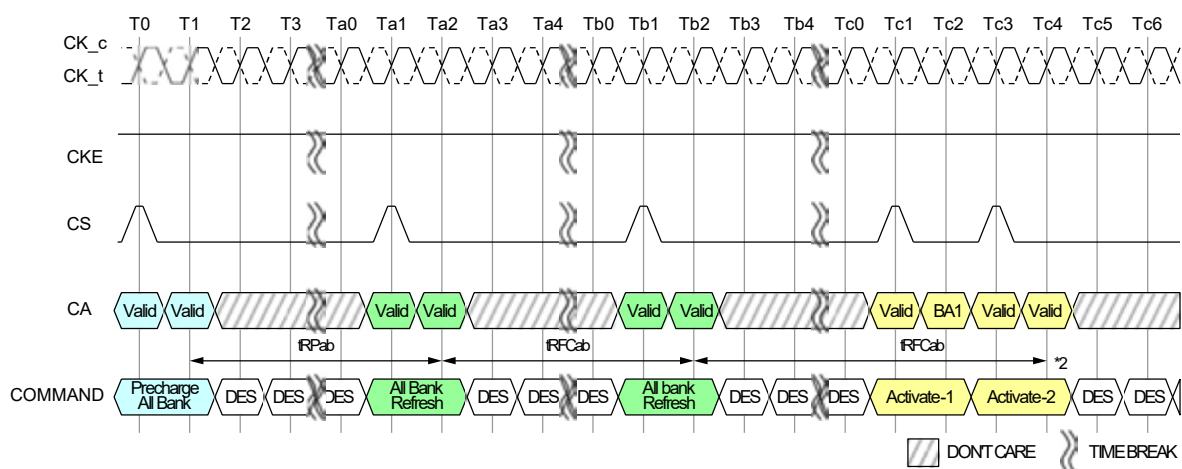 T0 T1 T2 T3 Ta0 Ta1 Ta2 Ta3 Ta4 Tb0 Tb1 Tb2 Tb3 Tb4 Tc0 Tc1 Tc2 Tc3 Tc4 Tc5 Tc6
CK_c
CK_t
CKE
CS
CA Valid Valid Valid Valid Valid Valid Valid BA1 Valid Valid
tRPab tRFCab tRFCab *2
COMMAND Precharge All Bank DES DES DES All Bank Refresh DES DES DES All bank Refresh DES DES DES Activate-1 Activate-2 DES DES
DON'T CARE TIME BREAK